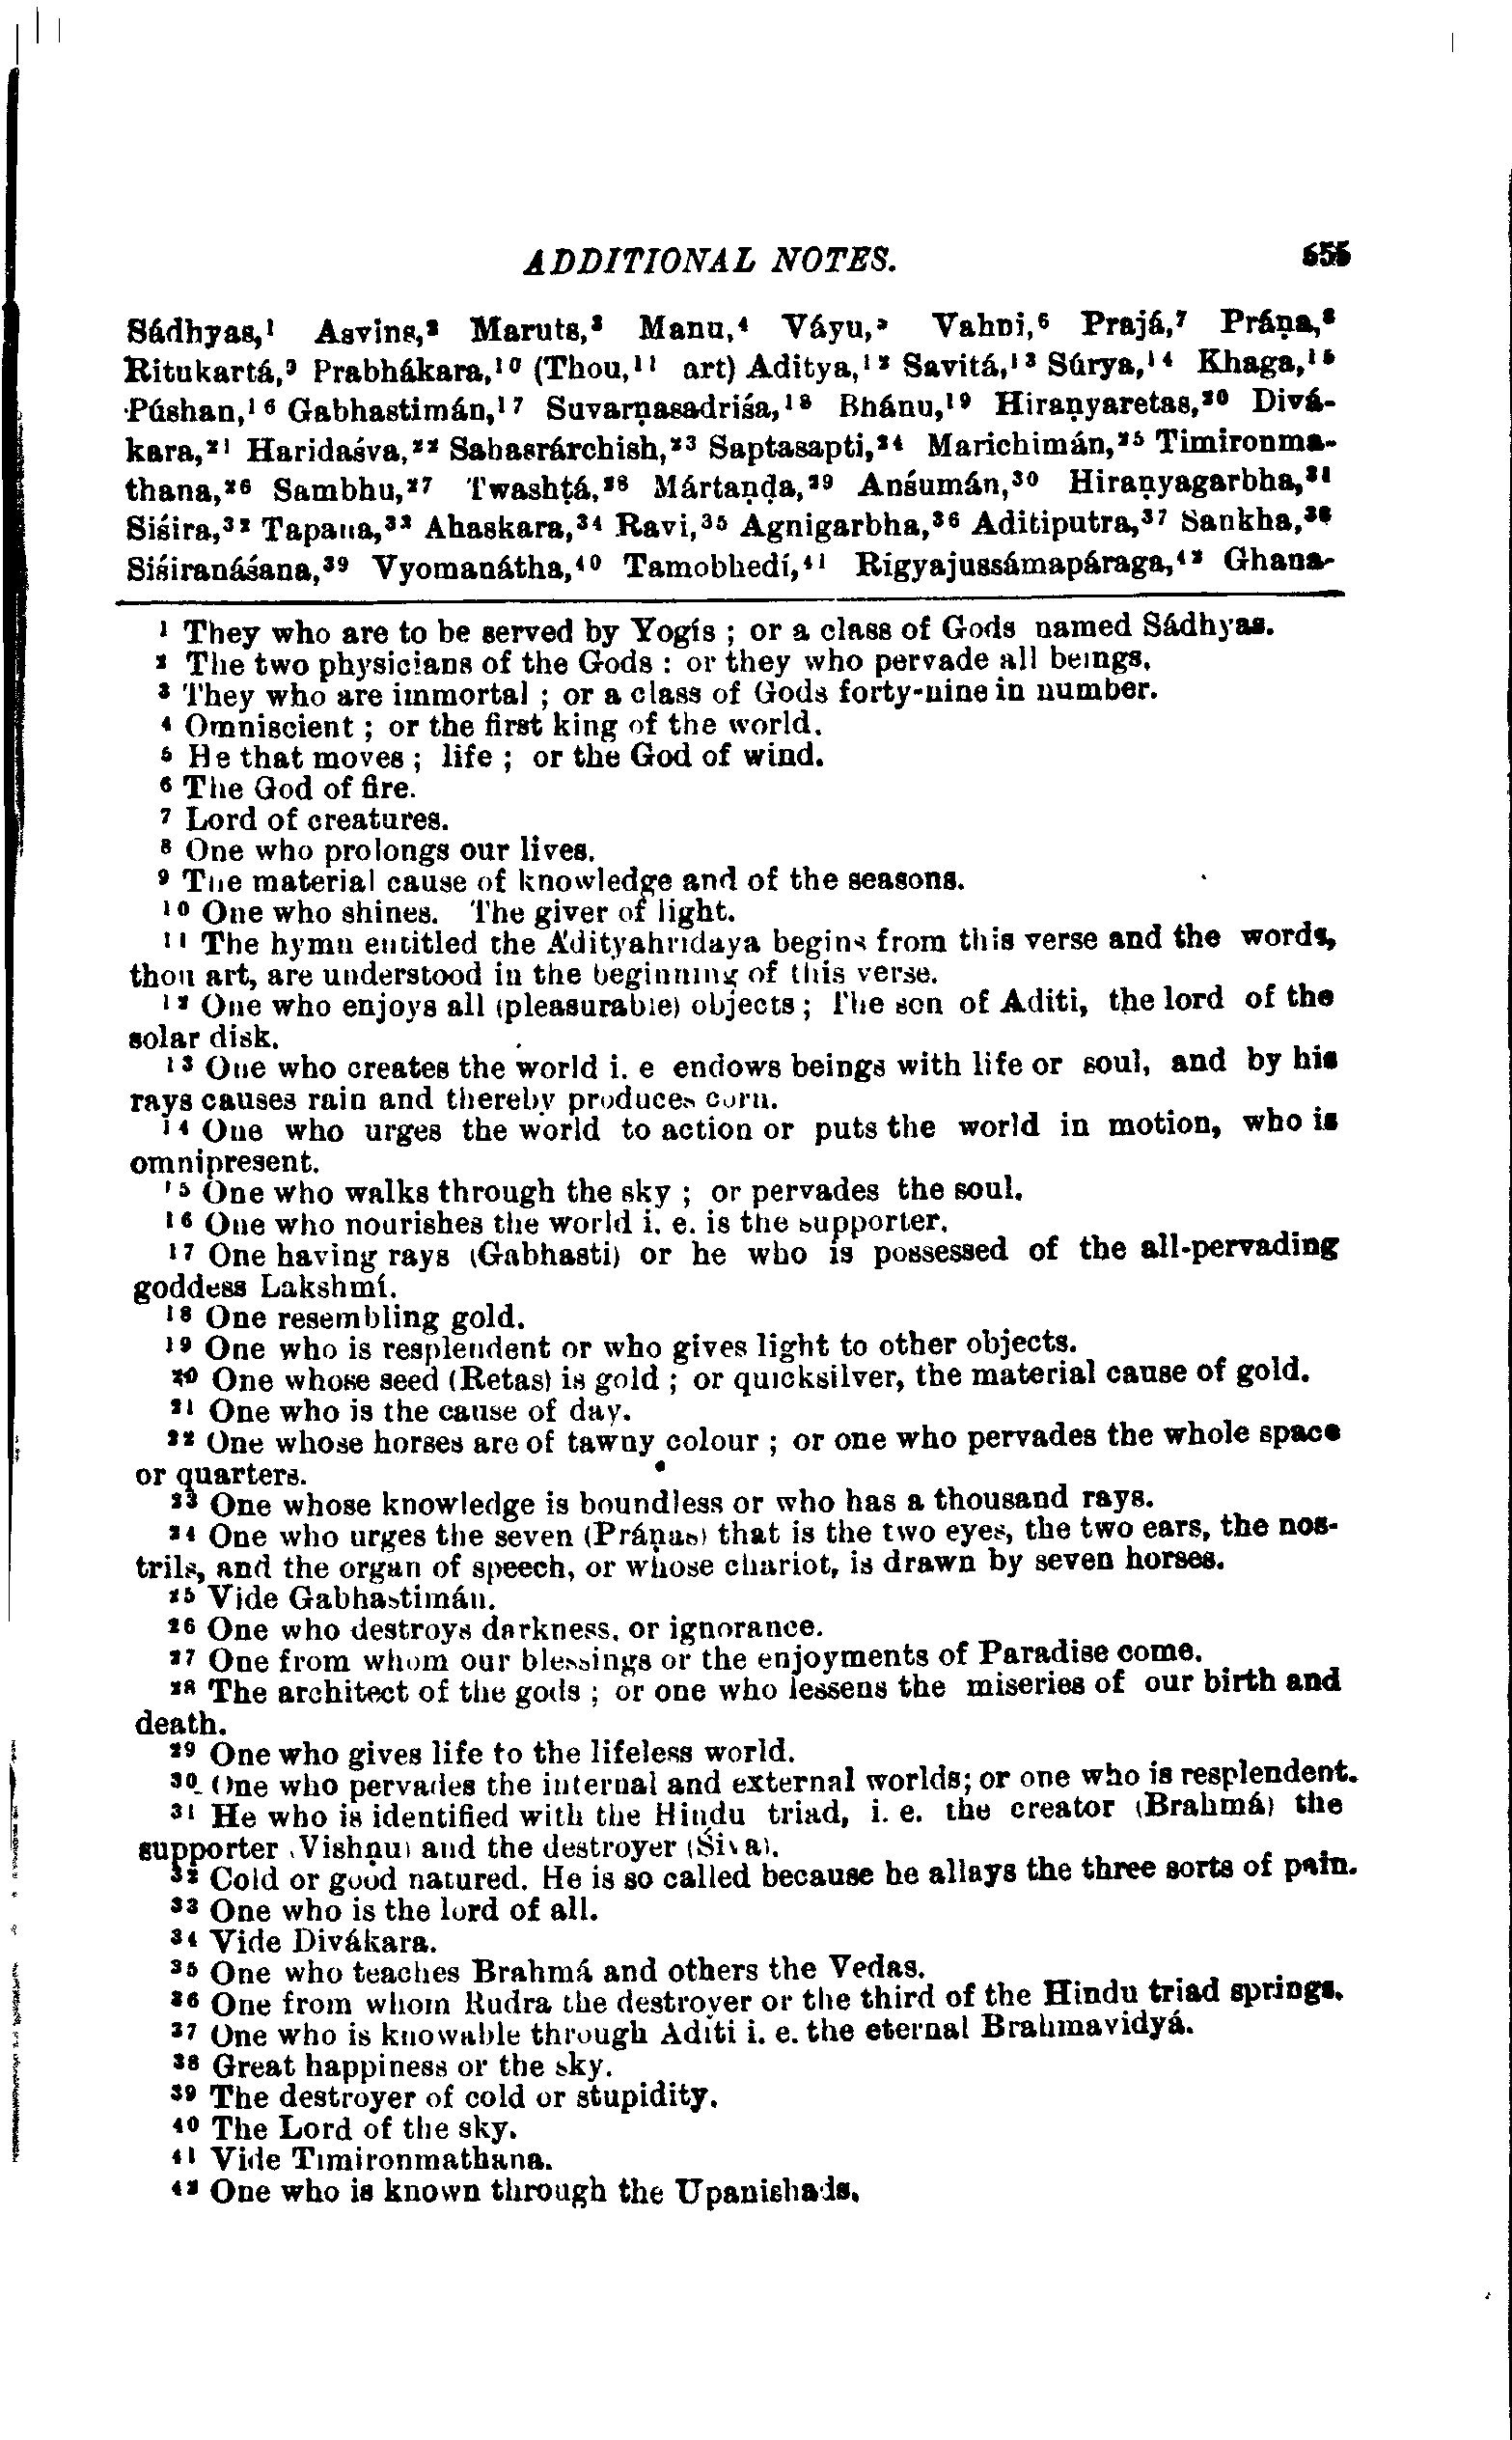 ADDITIONAL NOTES. 555
Sádhyas,¹ Asvins,² Maruts,³ Manu,⁴ Váyu,⁵ Vahni,⁶ Prajá,⁷ Práṇa,⁸
Ritukartá,⁹ Prabhákara,¹⁰ (Thou,¹¹ art) Aditya,¹² Savitá,¹³ Súrya,¹⁴ Khaga,¹⁵
Púshan,¹⁶ Gabhastimán,¹⁷ Suvarṇasadriśa,¹⁸ Bhánu,¹⁹ Hiraṇyaretas,²⁰ Divá-
kara,²¹ Haridaśva,²² Sahasrárchish,²³ Saptasapti,²⁴ Marichimán,²⁵ Timironma-
thana,²⁶ Sambhu,²⁷ Twashṭá,²⁸ Mártaṇḍa,²⁹ Anśumán,³⁰ Hiraṇyagarbha,³¹
Siśira,³² Tapana,³³ Ahaskara,³⁴ Ravi,³⁵ Agnigarbha,³⁶ Aditiputra,³⁷ Sankha,³⁸
Siśiranáśana,³⁹ Vyomanátha,⁴⁰ Tamobhedí,⁴¹ Rigyajussámapáraga,⁴² Ghana-
¹ They who are to be served by Yogís ; or a class of Gods named Sádhyas.
² The two physicians of the Gods : or they who pervade all beings.
³ They who are immortal ; or a class of Gods forty-nine in number.
⁴ Omniscient ; or the first king of the world.
⁵ He that moves ; life ; or the God of wind.
⁶ The God of fire.
⁷ Lord of creatures.
⁸ One who prolongs our lives.
⁹ The material cause of knowledge and of the seasons.
¹⁰ One who shines. The giver of light.
¹¹ The hymn entitled the Ádityahridaya begins from this verse and the words,
thou art, are understood in the beginning of this verse.
¹² One who enjoys all (pleasurable) objects ; The son of Aditi, the lord of the
solar disk.
¹³ One who creates the world i. e endows beings with life or soul, and by his
rays causes rain and thereby produces corn.
¹⁴ One who urges the world to action or puts the world in motion, who is
omnipresent.
¹⁵ One who walks through the sky ; or pervades the soul.
¹⁶ One who nourishes the world i. e. is the supporter.
¹⁷ One having rays (Gabhasti) or he who is possessed of the all-pervading
goddess Lakshmí.
¹⁸ One resembling gold.
¹⁹ One who is resplendent or who gives light to other objects.
²⁰ One whose seed (Retas) is gold ; or quicksilver, the material cause of gold.
²¹ One who is the cause of day.
²² One whose horses are of tawny colour ; or one who pervades the whole space
or quarters.
²³ One whose knowledge is boundless or who has a thousand rays.
²⁴ One who urges the seven (Práṇas) that is the two eyes, the two ears, the nos-
trils, and the organ of speech, or whose chariot, is drawn by seven horses.
²⁵ Vide Gabhastimán.
²⁶ One who destroys darkness, or ignorance.
²⁷ One from whom our blessings or the enjoyments of Paradise come.
²⁸ The architect of the gods ; or one who lessens the miseries of our birth and
death.
²⁹ One who gives life to the lifeless world.
³⁰ One who pervades the internal and external worlds; or one who is resplendent.
³¹ He who is identified with the Hindu triad, i. e. the creator (Brahmá) the
supporter (Vishṇu) and the destroyer (Śiva).
³² Cold or good natured. He is so called because he allays the three sorts of pain.
³³ One who is the lord of all.
³⁴ Vide Divákara.
³⁵ One who teaches Brahmá and others the Vedas.
³⁶ One from whom Rudra the destroyer or the third of the Hindu triad springs.
³⁷ One who is knowable through Aditi i. e. the eternal Brahmavidyá.
³⁸ Great happiness or the sky.
³⁹ The destroyer of cold or stupidity.
⁴⁰ The Lord of the sky.
⁴¹ Vide Timironmathana.
⁴² One who is known through the Upanishads.